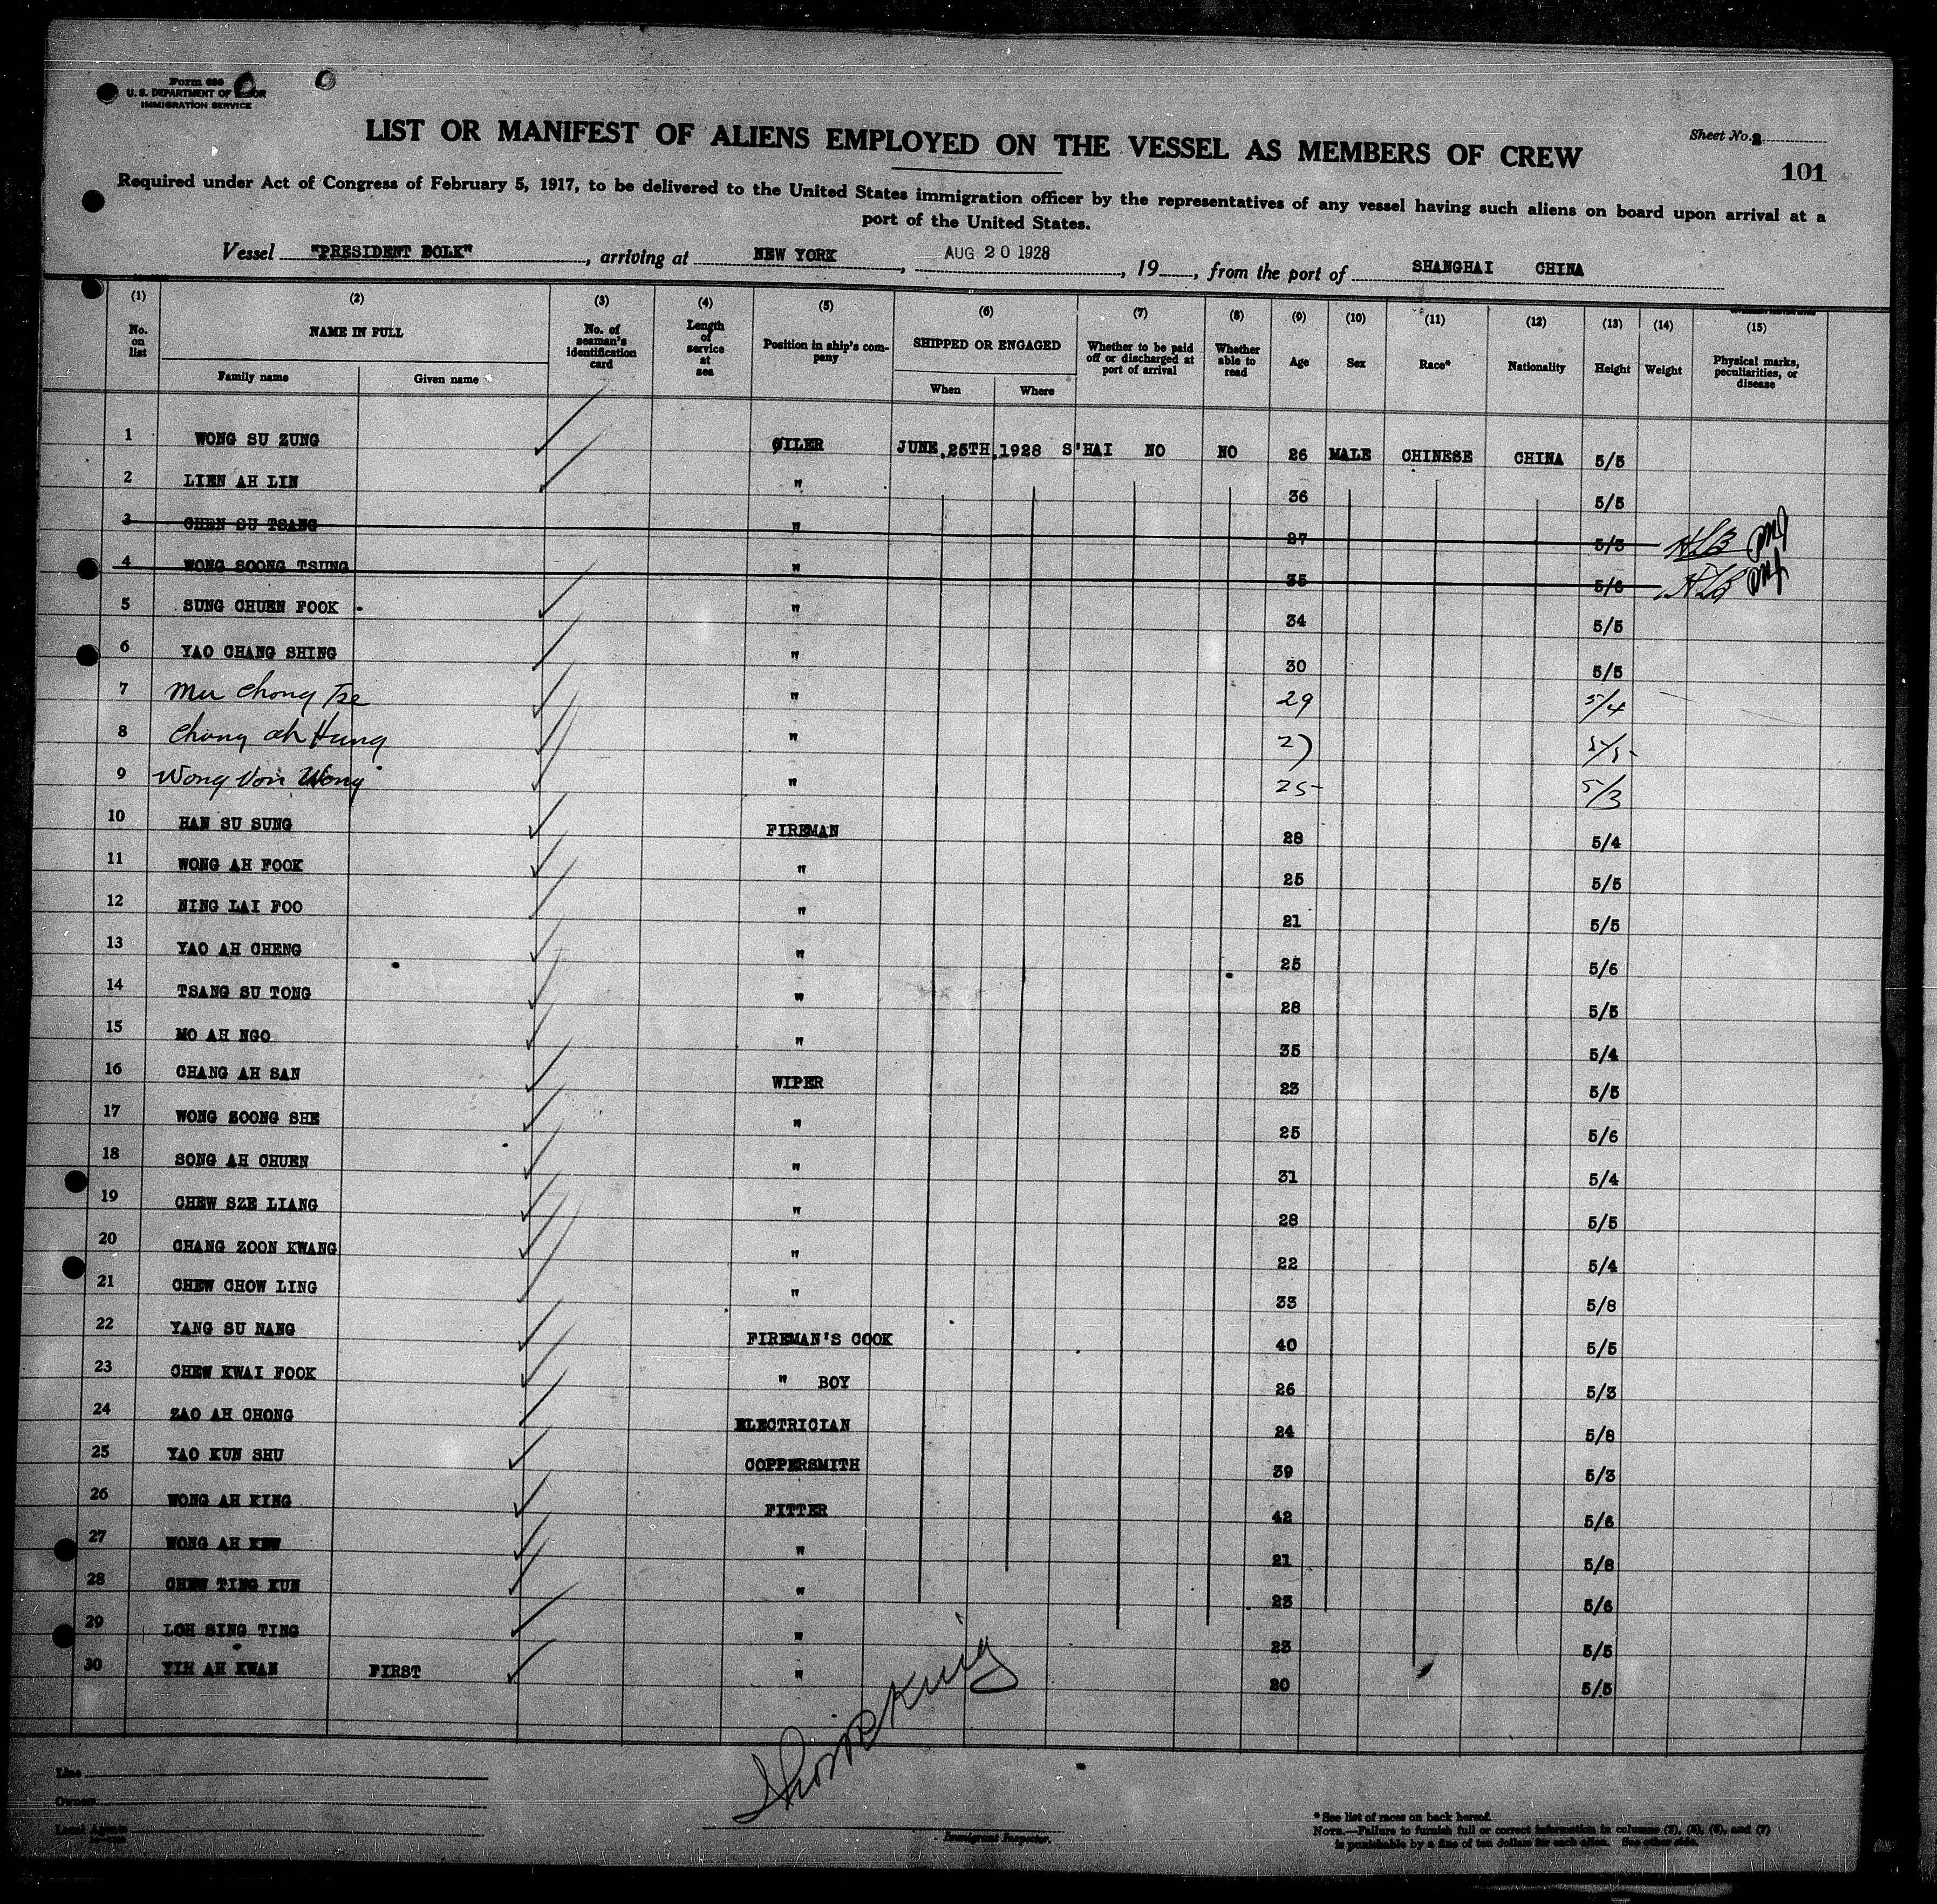 Form 680
U. S. DEPARTMENT OF LABOR
IMMIGRATION SERVICE
LIST OR MANIFEST OF ALIENS EMPLOYED ON THE VESSEL AS MEMBERS OF CREW
Sheet No. 2
101
Required under Act of Congress of February 5, 1917, to be delivered to the United States immigration officer by the representatives of any vessel having such aliens on board upon arrival at a
port of the United States.
Vessel "PRESIDENT POLK", arriving at NEW YORK, AUG 20 1928, 19, from the port of SHANGHAI CHINA
(1) (2) (3) (4) (5) (6) (7) (8) (9) (10) (11) (12) (13) (14) (15)
No. on list NAME IN FULL No. of seaman's identification card Length of service at sea Position in ship's company SHIPPED OR ENGAGED Whether to be paid off or discharged at port of arrival Whether able to read Age Sex Race* Nationality Height Weight Physical marks, peculiarities, or disease
Family name Given name When Where
1 WONG SU ZUNG OILER JUNE,25TH,1928 S'HAI NO NO 26 MALE CHINESE CHINA 5/5
2 LIEN AH LIN " 36 5/5
3 CHEN SU TSANG " 27 5/5
4 WONG SOONG TSUNG " 35 5/6
5 SUNG CHUEN FOOK " 34 5/5
6 YAO CHANG SHING " 30 5/5
7 Mu Chong Tse " 29 5/4
8 Chung ah Hung " 27 5/5
9 Wong Von Wong " 25 5/3
10 HAN SU SUNG FIREMAN 28 5/4
11 WONG AH FOOK " 25 5/5
12 NING LAI FOO " 21 5/5
13 YAO AH CHENG " 25 5/6
14 TSANG SU TONG " 28 5/5
15 MO AH NGO " 35 5/4
16 CHANG AH SAN WIPER 23 5/5
17 WONG ZOONG SHE " 25 5/6
18 SONG AH CHUEN " 31 5/4
19 CHEW SZE LIANG " 28 5/5
20 CHANG ZOON KWANG " 22 5/4
21 CHEW CHOW LING " 33 5/8
22 YANG SU NANG FIREMAN'S COOK 40 5/5
23 CHEW KWAI FOOK " BOY 26 5/3
24 ZAO AH CHONG ELECTRICIAN 24 5/8
25 YAO KUN SHU COPPERSMITH 39 5/3
26 WONG AH KING FITTER 42 5/6
27 WONG AH KEW " 21 5/8
28 CHEW TING KUN " 23 5/6
29 LOH SING TING " 23 5/5
30 YIH AH KWAN FIRST " 20 5/5
Line
Owners
Local Agents
Immigrant Inspector.
*See list of races on back hereof.
NOTE.—Failure to furnish full or correct information in columns (2), (5), (6), and (7)
is punishable by a fine of ten dollars for each alien. See other side.